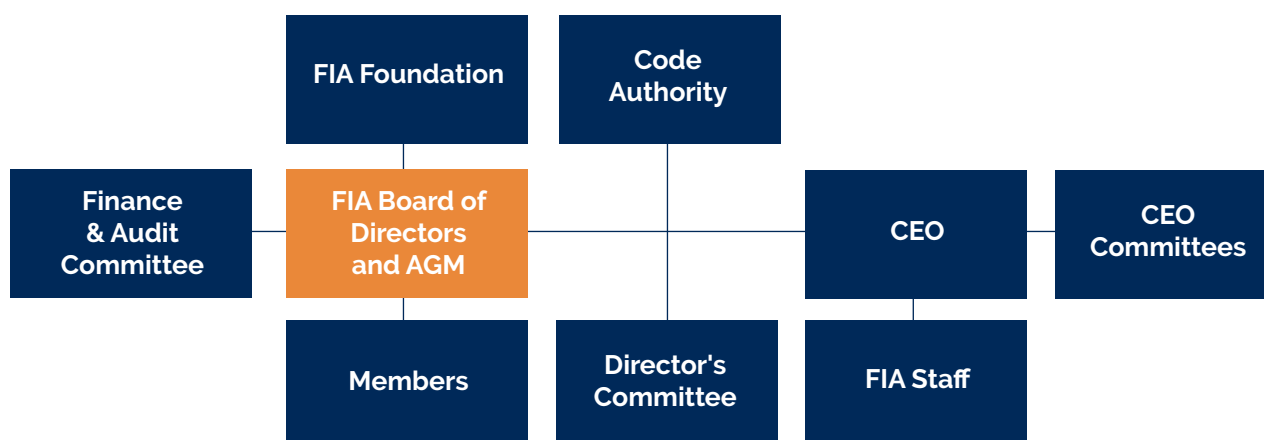 FIA Foundation
Code
Authority
Finance
& Audit
Committee
FIA Board of
Directors
and AGM
CEO
CEO
Committees
Members
Director's
Committee
FIA Staff